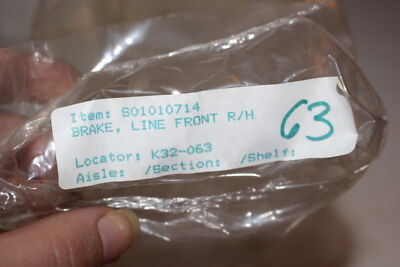 Item: S01010714
BRAKE, LINE FRONT R/H
63
Locator: K32-063
Aisle: /Section: /Shelf: